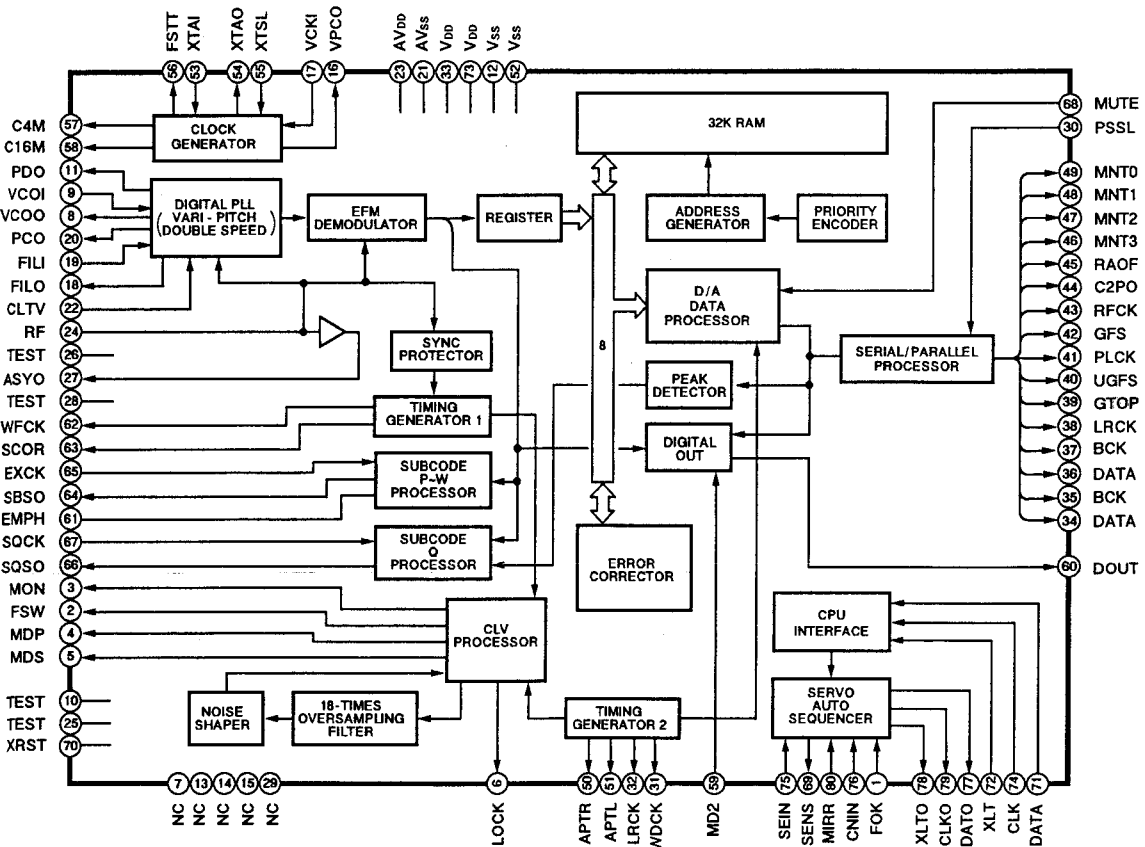 FSTT
XTAI
XTAO
XTSL
VCKI
VPCO
AVDD
AVSS
VDD
VDD
VSS
VSS
56
53
54
55
17
16
23
21
33
73
12
52
C4M 57
C16M 58
PDO 11
VCOI 9
VCOO 8
PCO 20
FILI 19
FILO 18
CLTV 22
RF 24
TEST 26
ASYO 27
TEST 28
WFCK 62
SCOR 63
EXCK 65
SBSO 64
EMPH 61
SQCK 67
SQSO 66
MON 3
FSW 2
MDP 4
MDS 5
TEST 10
TEST 25
XRST 70
CLOCK
GENERATOR
DIGITAL PLL
VARI - PITCH
(DOUBLE SPEED)
EFM
DEMODULATOR
REGISTER
32K RAM
ADDRESS
GENERATOR
PRIORITY
ENCODER
8
D/A
DATA
PROCESSOR
SYNC
PROTECTOR
TIMING
GENERATOR 1
PEAK
DETECTOR
SERIAL/PARALLEL
PROCESSOR
DIGITAL
OUT
SUBCODE
P~W
PROCESSOR
SUBCODE
Q
PROCESSOR
ERROR
CORRECTOR
CLV
PROCESSOR
CPU
INTERFACE
NOISE
SHAPER
18-TIMES
OVERSAMPLING
FILTER
TIMING
GENERATOR 2
SERVO
AUTO
SEQUENCER
68 MUTE
30 PSSL
49 MNT0
48 MNT1
47 MNT2
46 MNT3
45 RAOF
44 C2PO
43 RFCK
42 GFS
41 PLCK
40 UGFS
39 GTOP
38 LRCK
37 BCK
36 DATA
35 BCK
34 DATA
60 DOUT
7
13
14
15
29
6
50
51
32
31
59
75
69
80
76
1
78
79
77
72
74
71
NC
NC
NC
NC
NC
LOCK
APTR
APTL
LRCK
WDCK
MD2
SEIN
SENS
MIRR
CNIN
FOK
XLTO
CLKO
DATO
XLT
CLK
DATA